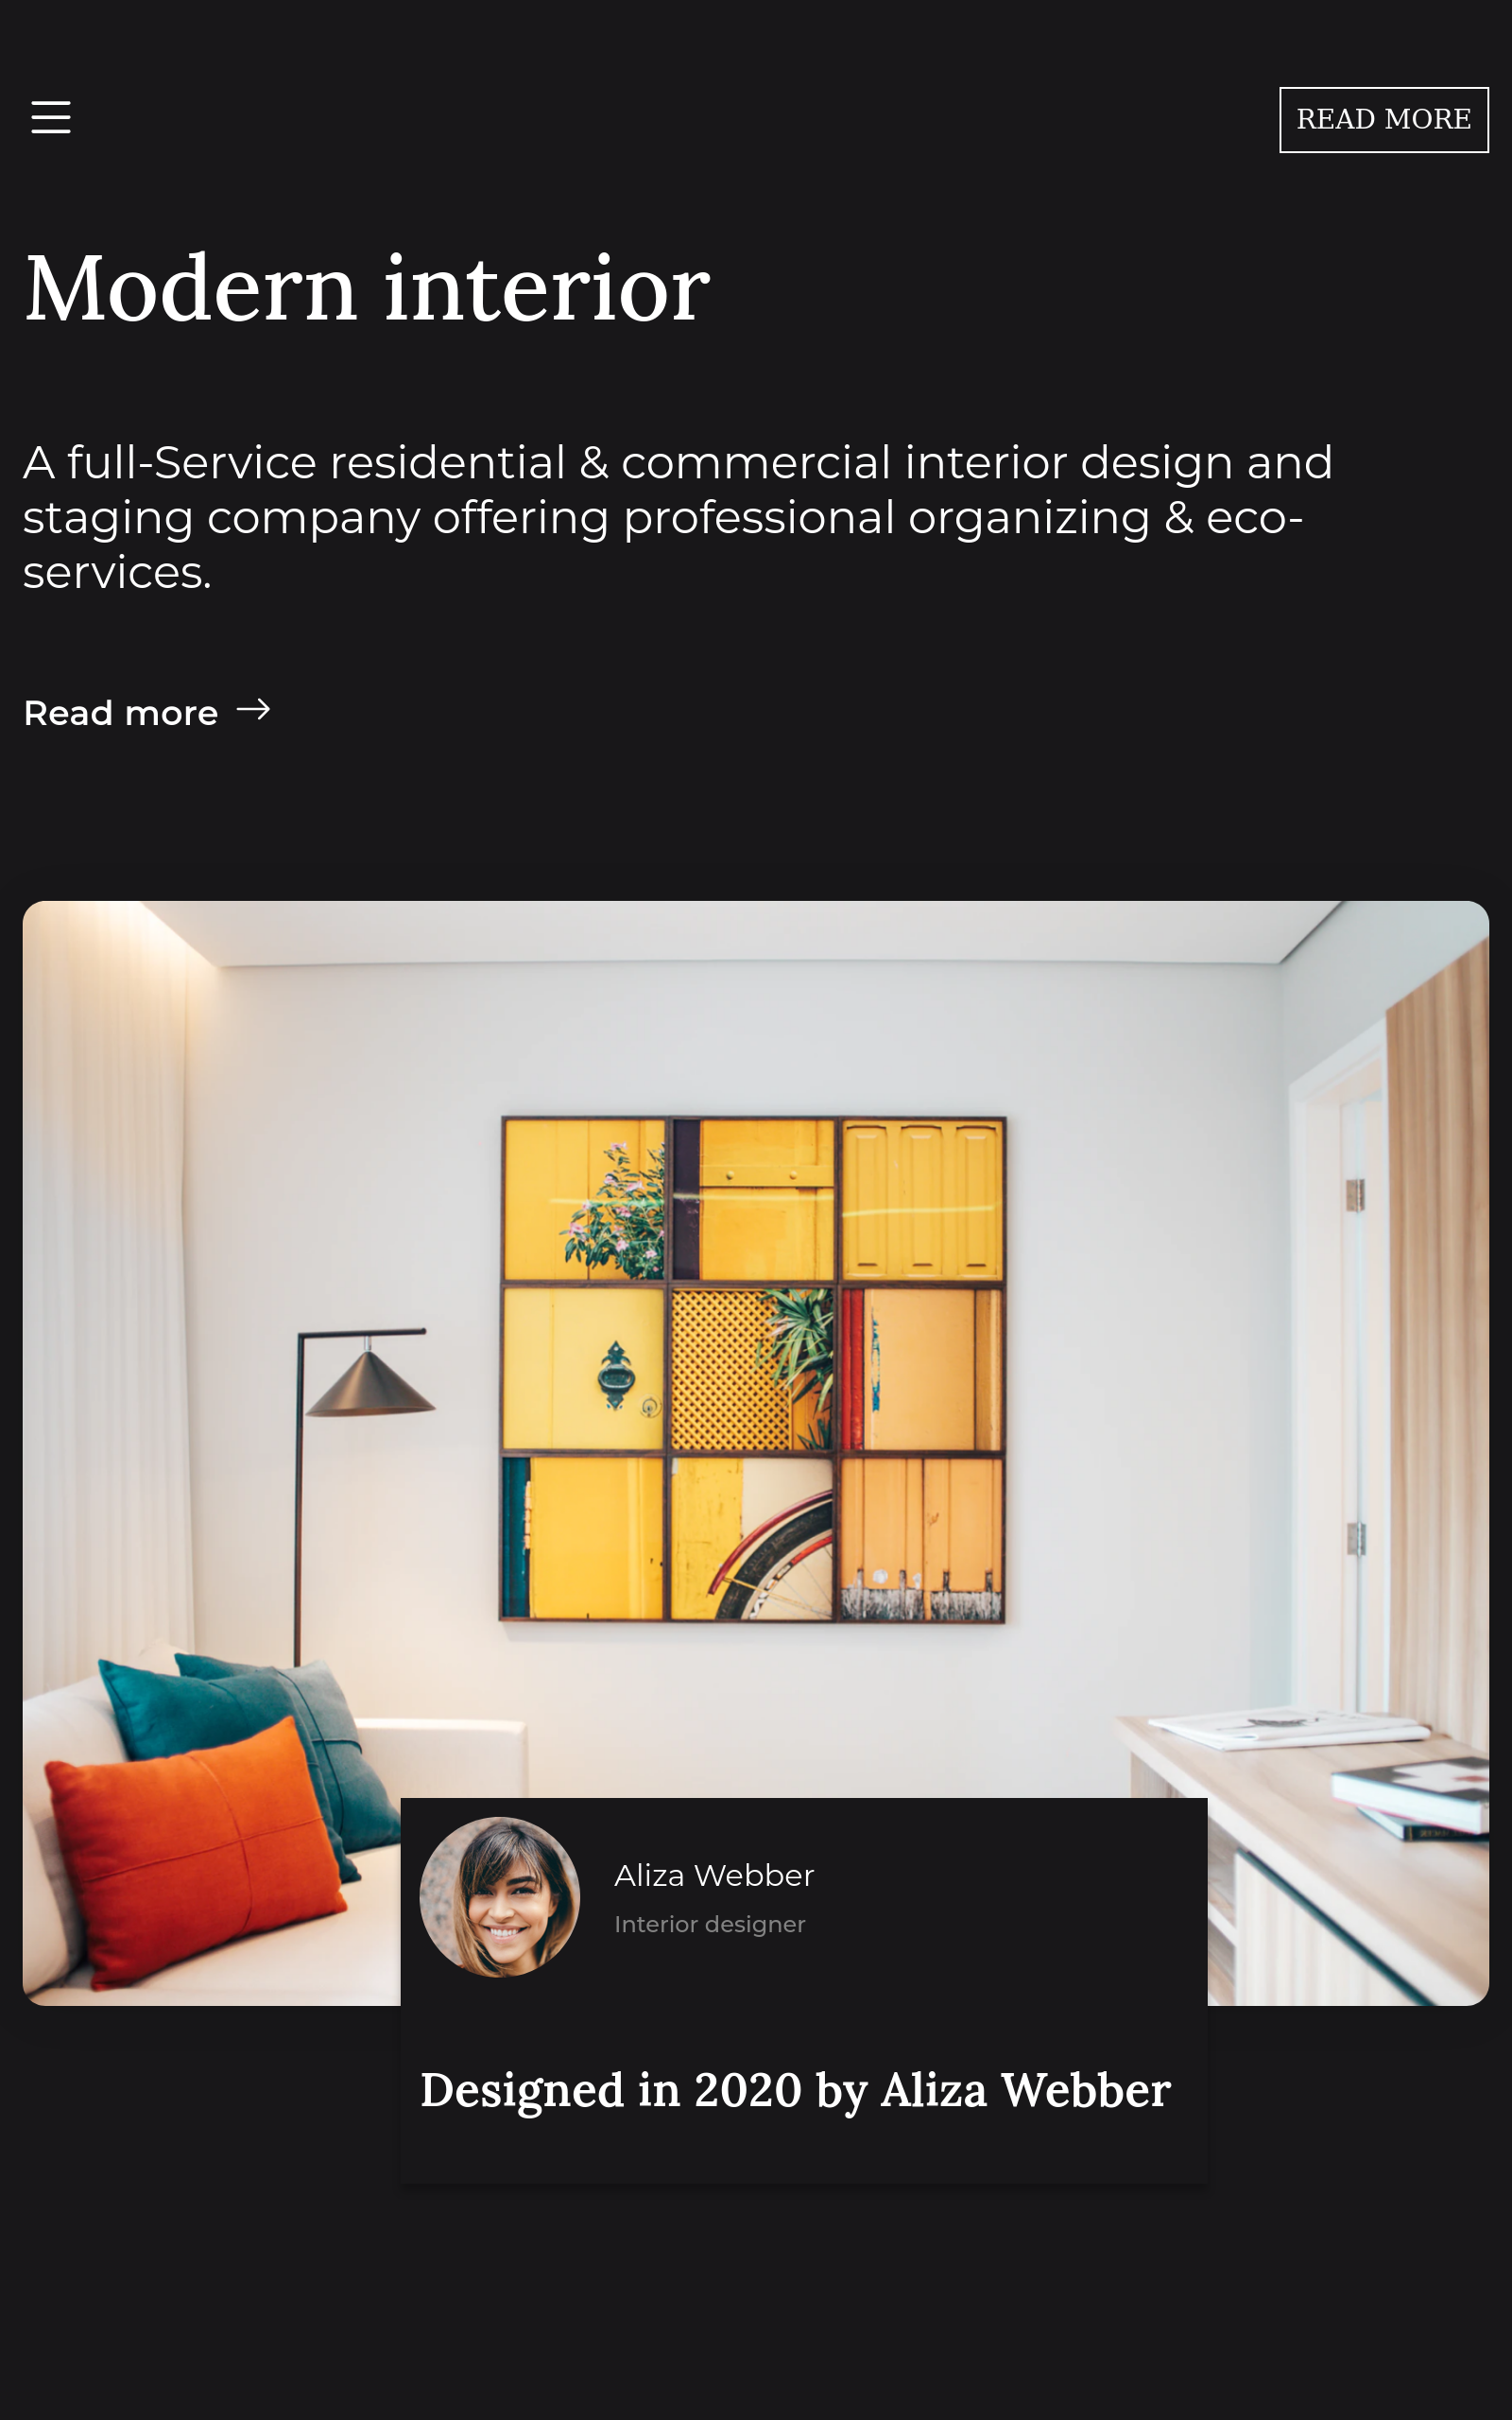 READ MORE
Modern interior
A full-Service residential & commercial interior design and
staging company offering professional organizing & eco-
services.
Read more
Aliza Webber
Interior designer
Designed in 2020 by Aliza Webber